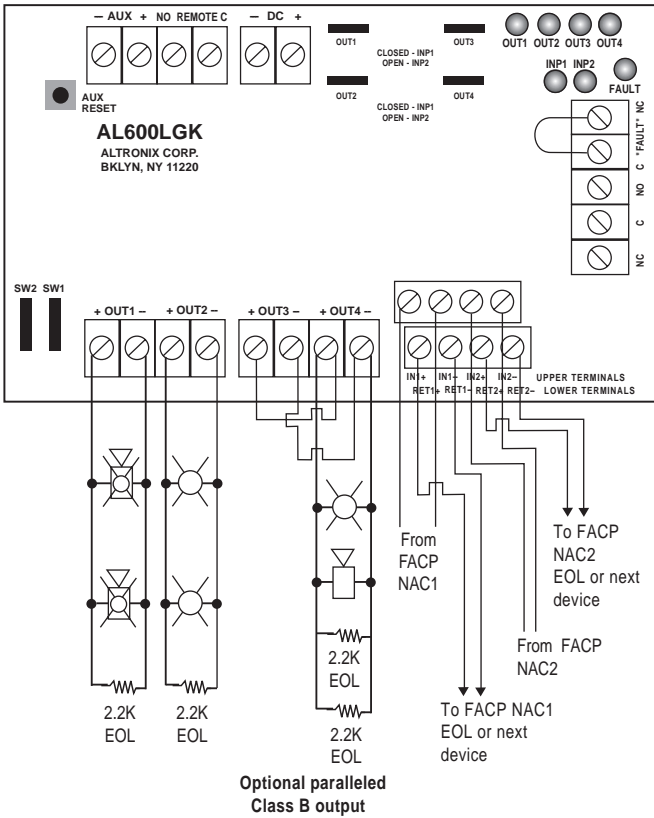 – AUX + NO REMOTE C – DC +
OUT1 OUT3 OUT1 OUT2 OUT3 OUT4
CLOSED - INP1
OPEN - INP2
INP1 INP2
FAULT
OUT2 OUT4
CLOSED - INP1
OPEN - INP2
AUX
RESET
AL600LGK
ALTRONIX CORP.
BKLYN, NY 11220
C "FAULT" NC
NO
C
NC
SW2 SW1
+ OUT1 – + OUT2 – + OUT3 – + OUT4 –
IN1+ IN1– IN2+ IN2– UPPER TERMINALS
RET1+ RET1– RET2+ RET2– LOWER TERMINALS
From
FACP
NAC1
To FACP
NAC2
EOL or next
device
From FACP
NAC2
To FACP NAC1
EOL or next
device
2.2K
EOL
2.2K
EOL
2.2K
EOL
2.2K
EOL
Optional paralleled
Class B output